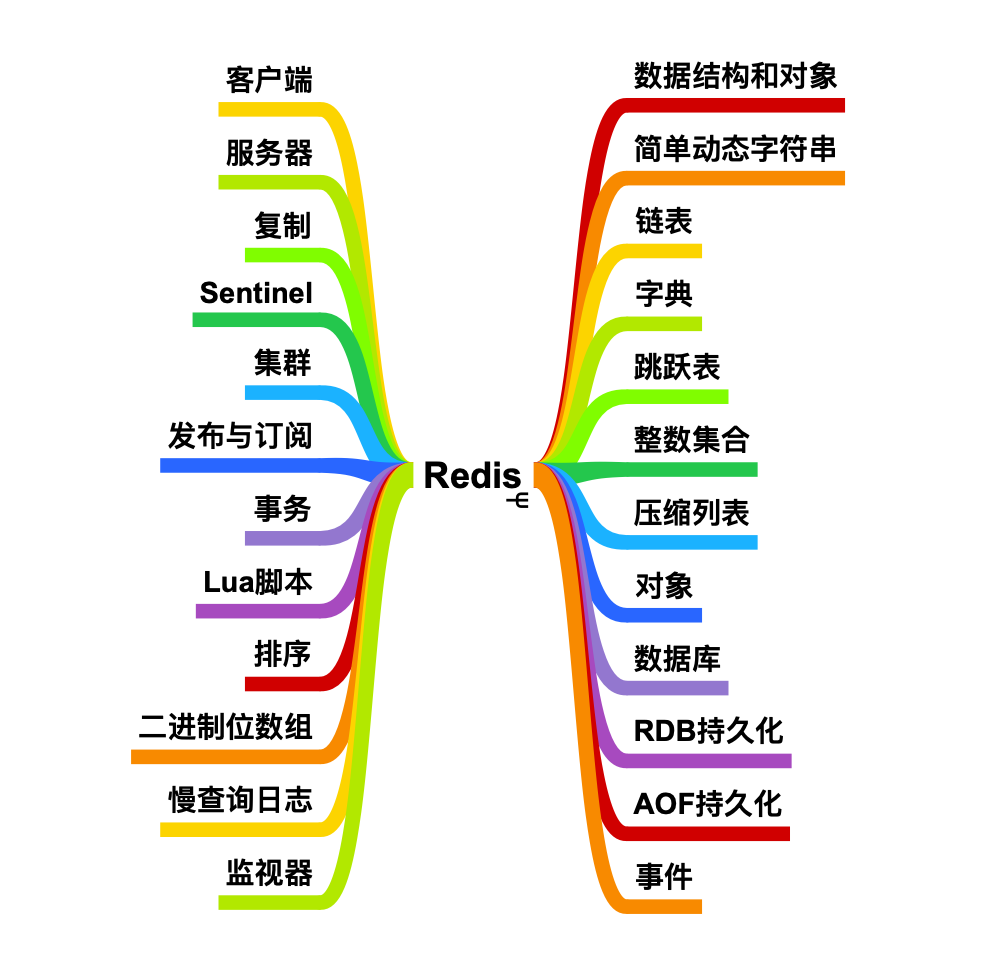 客户端
服务器
复制
Sentinel
集群
发布与订阅
事务
Lua脚本
排序
二进制位数组
慢查询日志
监视器
Redis
数据结构和对象
简单动态字符串
链表
字典
跳跃表
整数集合
压缩列表
对象
数据库
RDB持久化
AOF持久化
事件